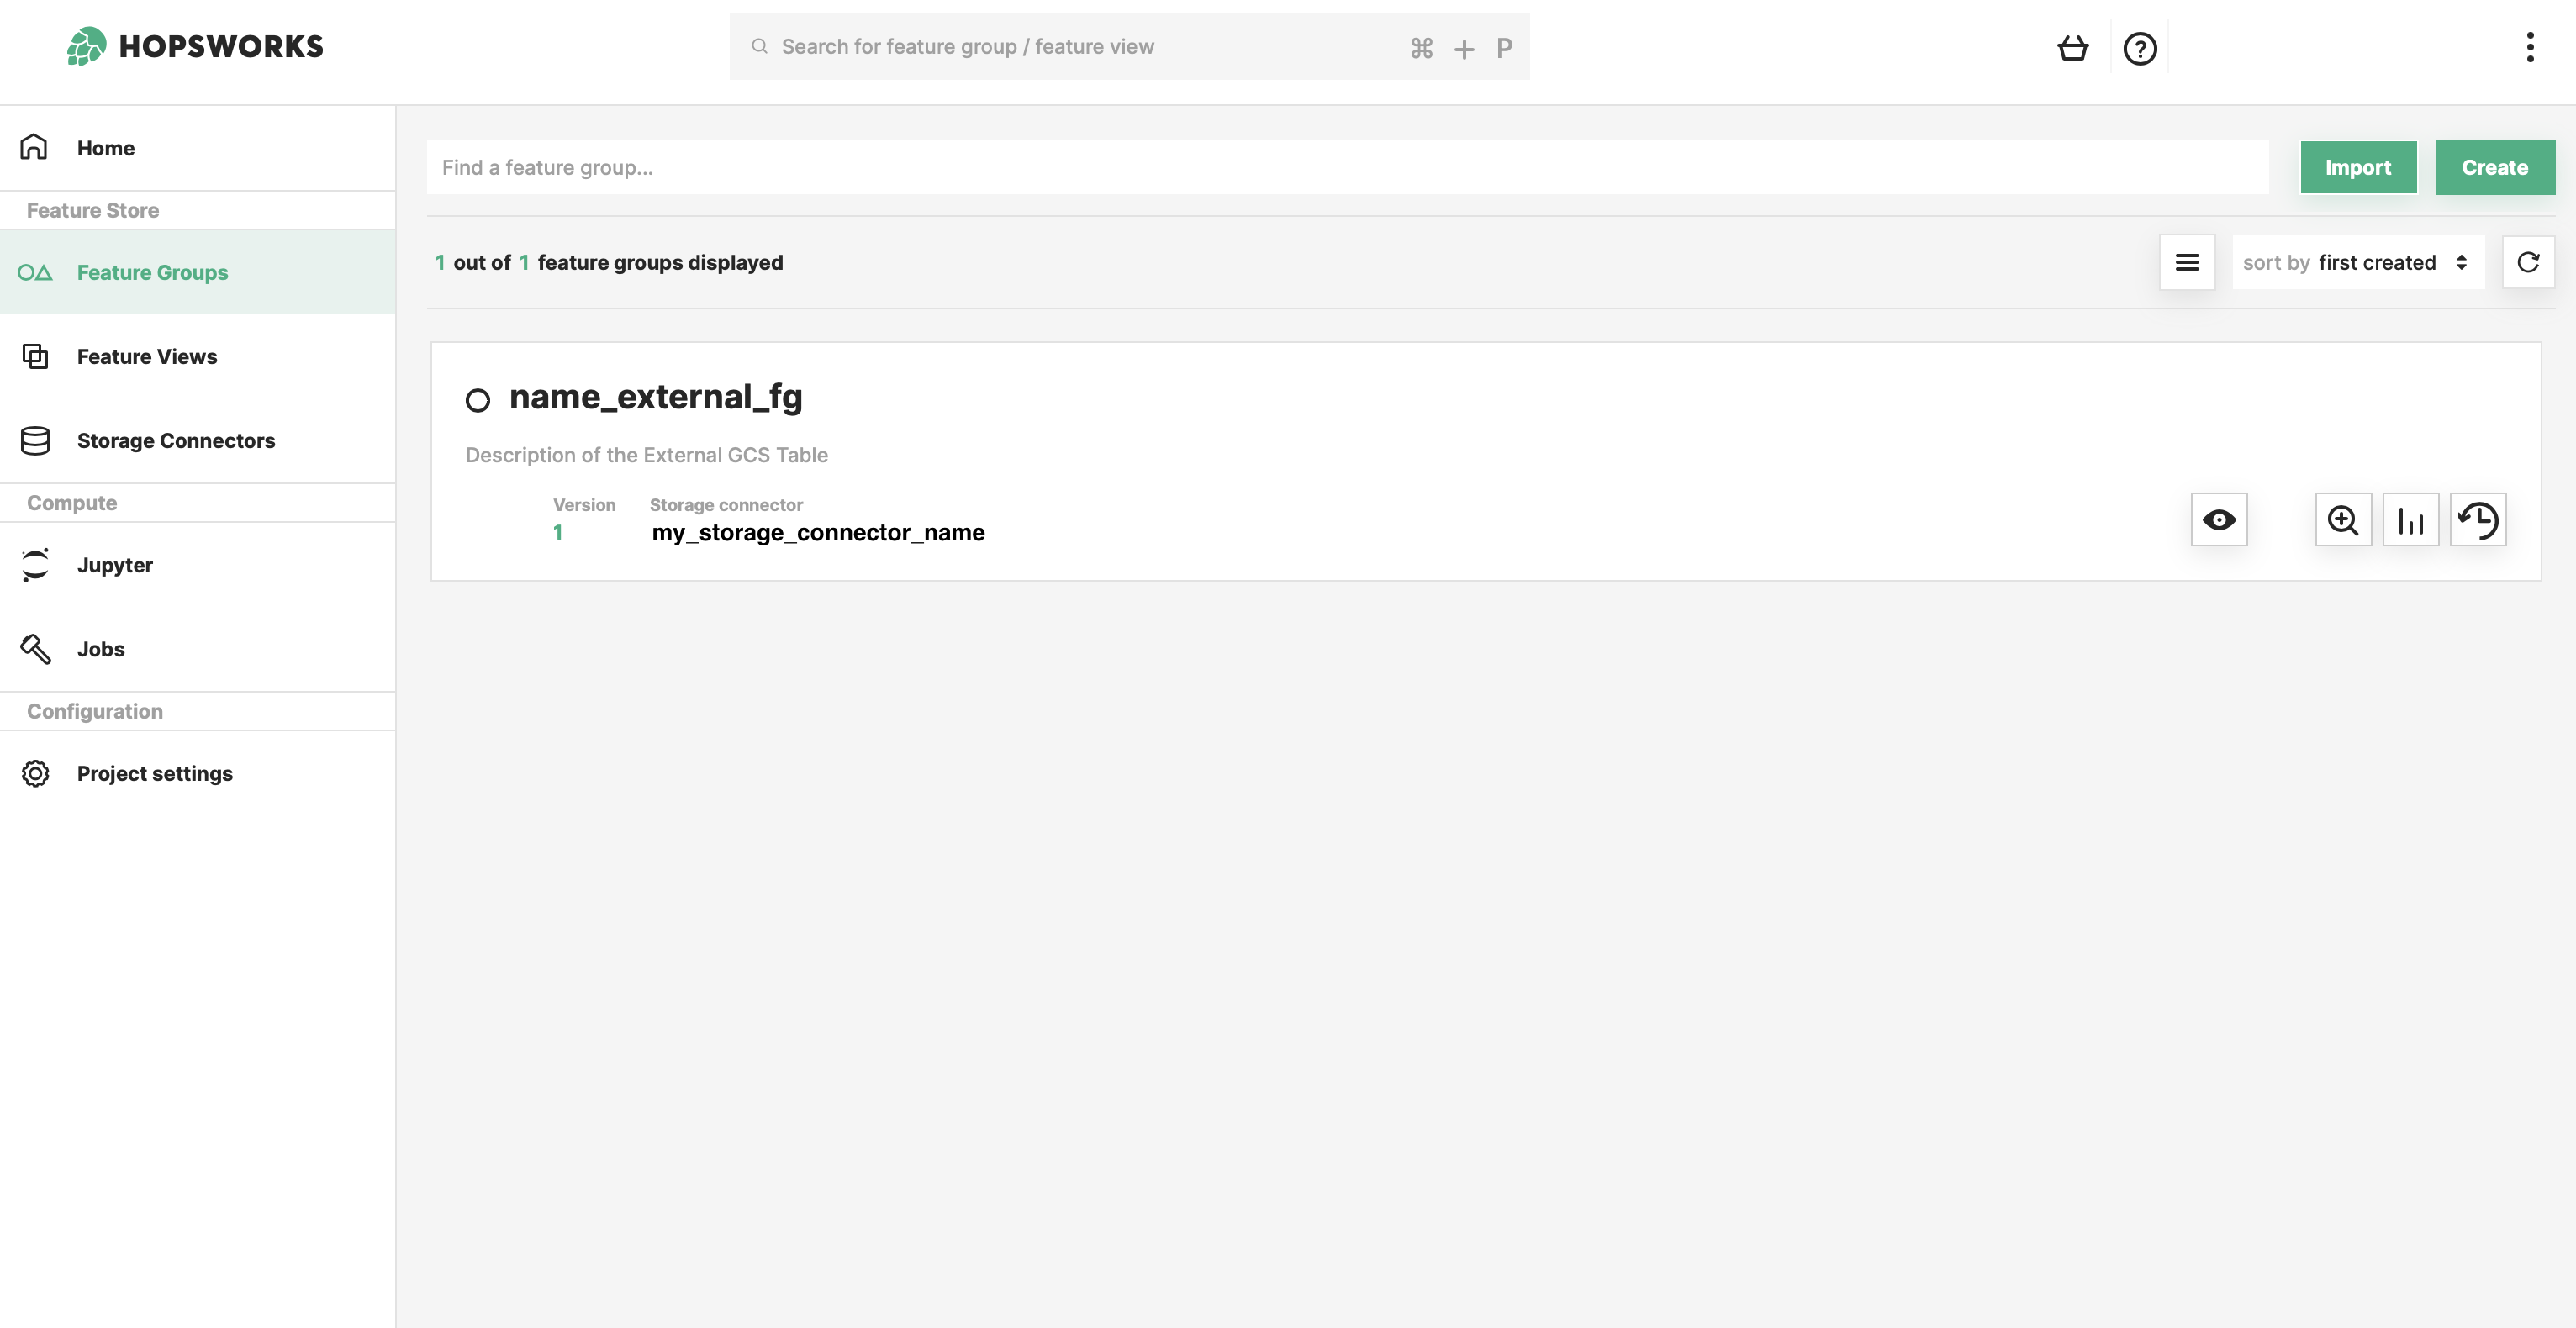 HOPSWORKS
Search for feature group / feature view
⌘ + P
Home
Feature Store
Feature Groups
Feature Views
Storage Connectors
Compute
Jupyter
Jobs
Configuration
Project settings
Find a feature group...
Import
Create
1 out of 1 feature groups displayed
sort by first created
name_external_fg
Description of the External GCS Table
Version Storage connector
1 my_storage_connector_name